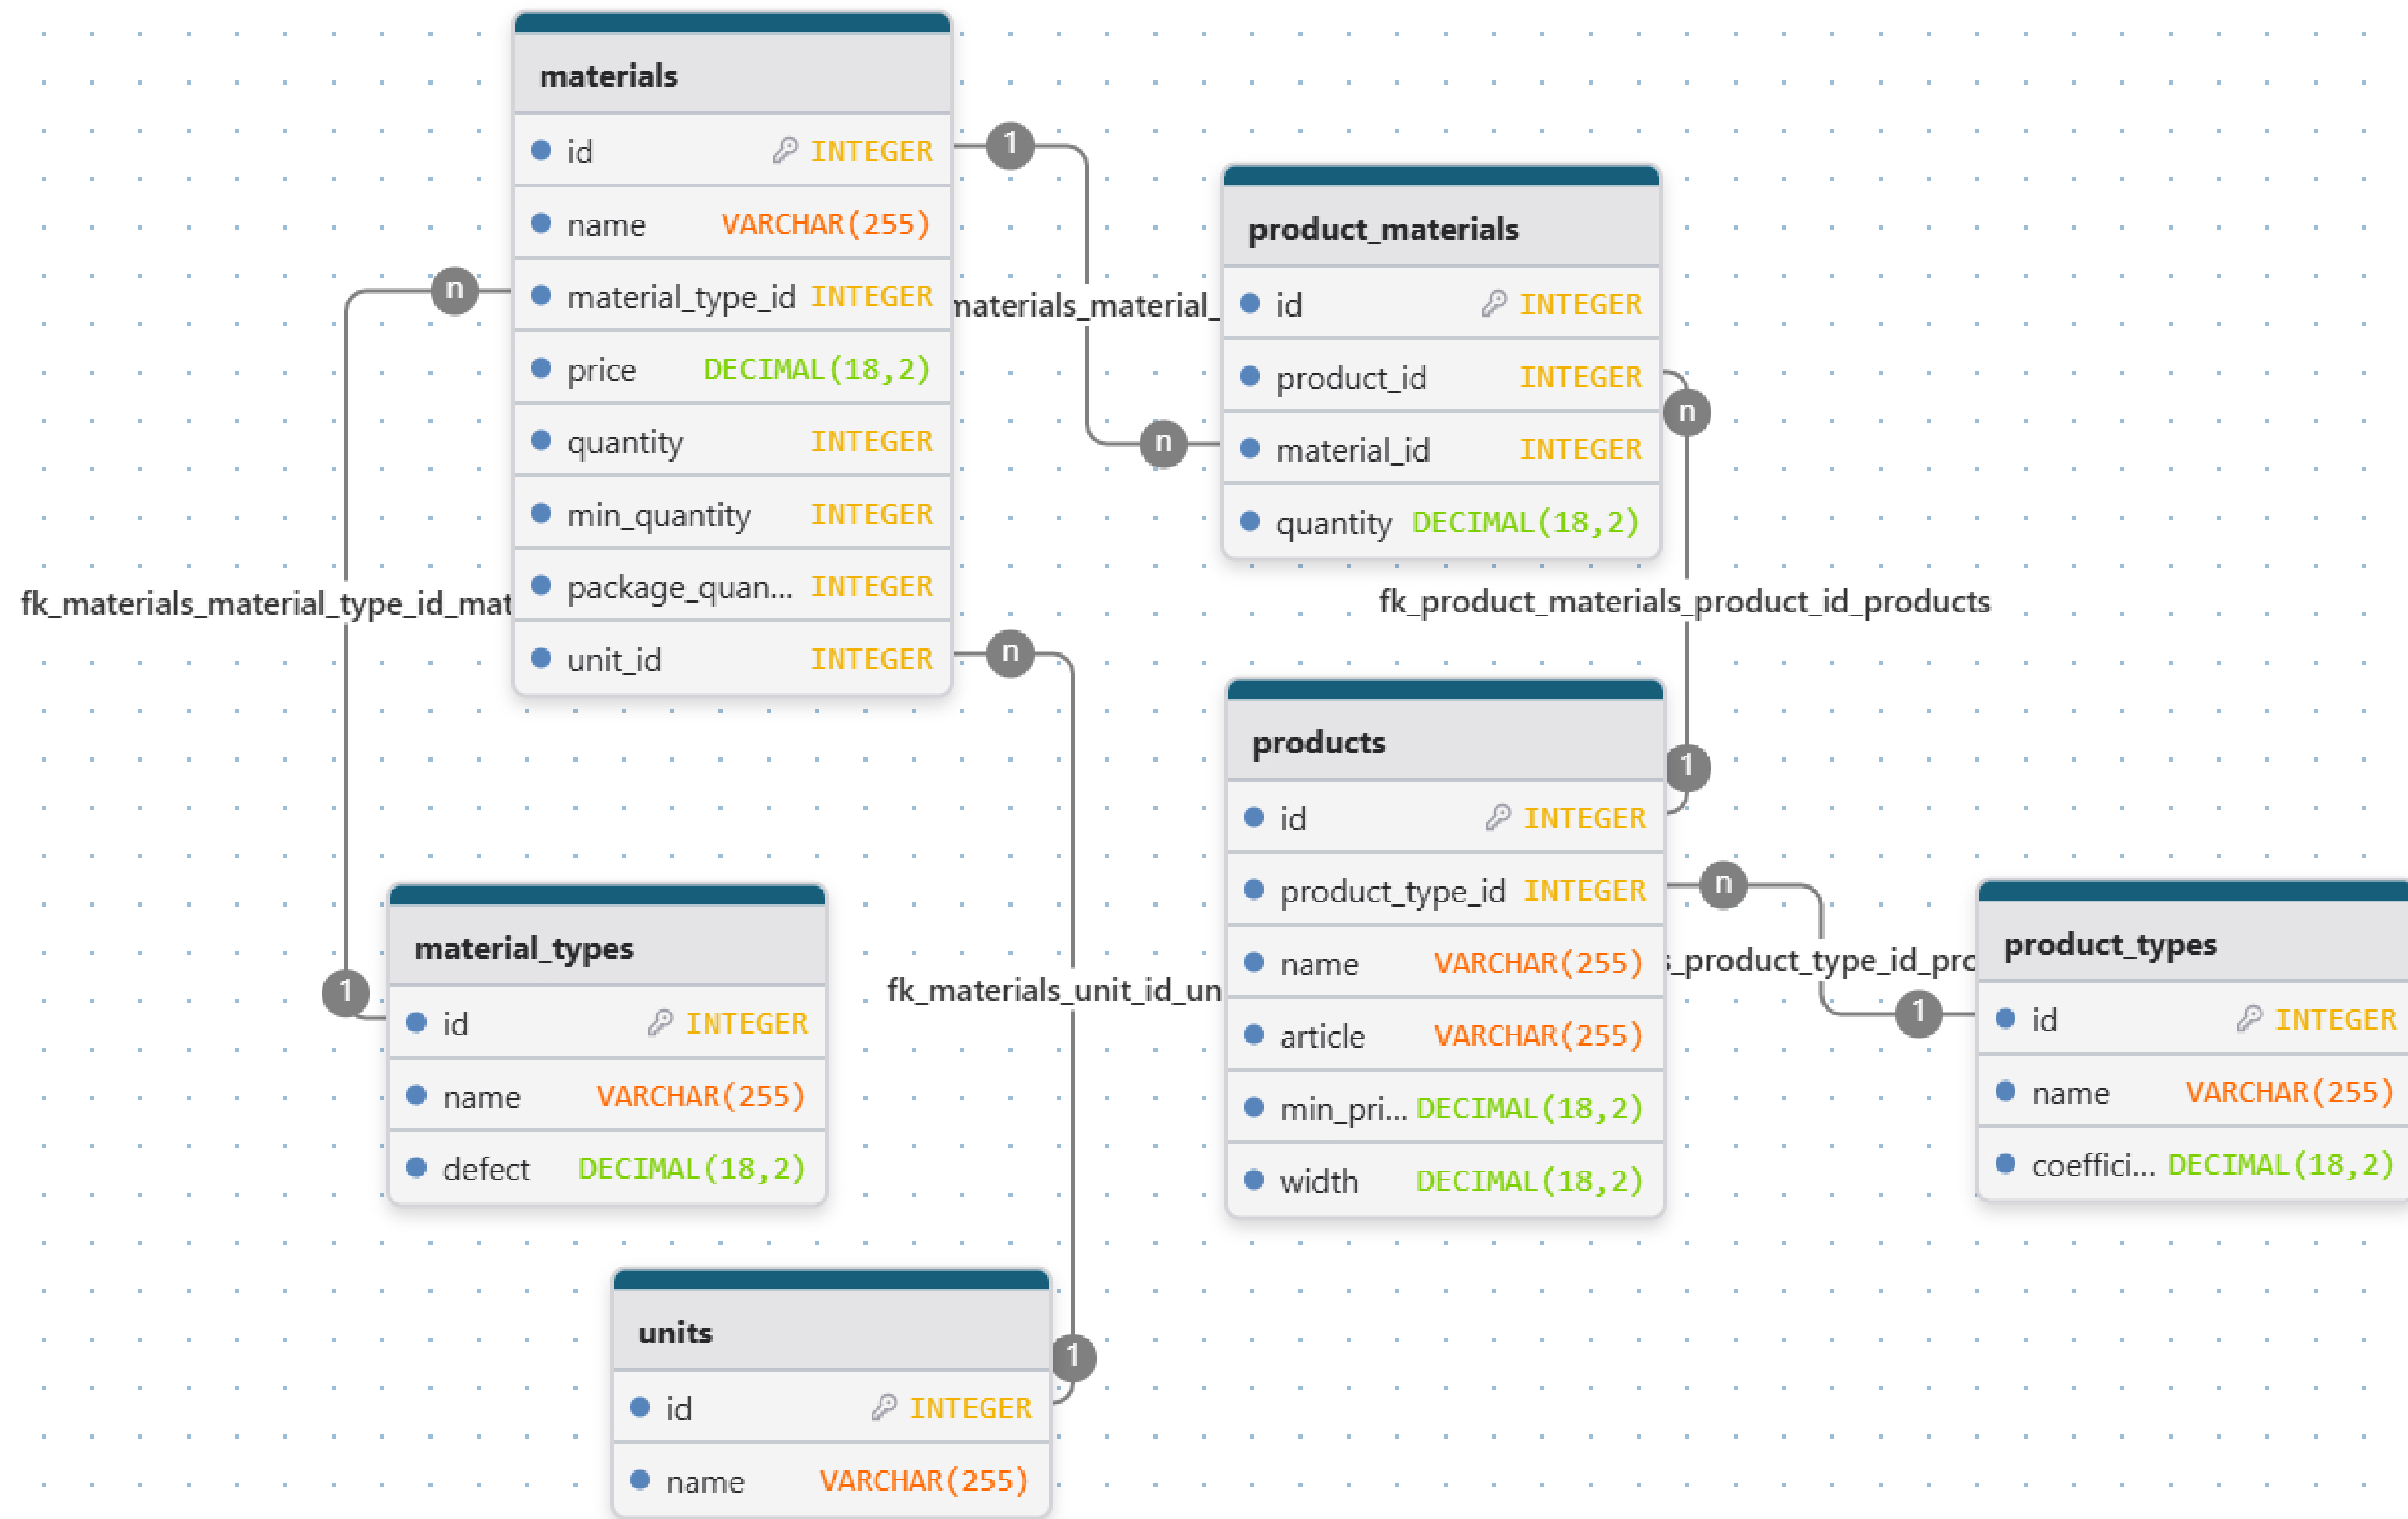 materials
id INTEGER
name VARCHAR(255)
material_type_id INTEGER
price DECIMAL(18,2)
quantity INTEGER
min_quantity INTEGER
package_quan... INTEGER
unit_id INTEGER
1
n
n
n
fk_materials_material_type_id_mat
materials_material_
product_materials
id INTEGER
product_id INTEGER
material_id INTEGER
quantity DECIMAL(18,2)
n
fk_product_materials_product_id_products
1
products
id INTEGER
product_type_id INTEGER
name VARCHAR(255)
article VARCHAR(255)
min_pri... DECIMAL(18,2)
width DECIMAL(18,2)
n
s_product_type_id_pro
1
product_types
id INTEGER
name VARCHAR(255)
coeffici... DECIMAL(18,2)
1
material_types
id INTEGER
name VARCHAR(255)
defect DECIMAL(18,2)
fk_materials_unit_id_un
1
units
id INTEGER
name VARCHAR(255)